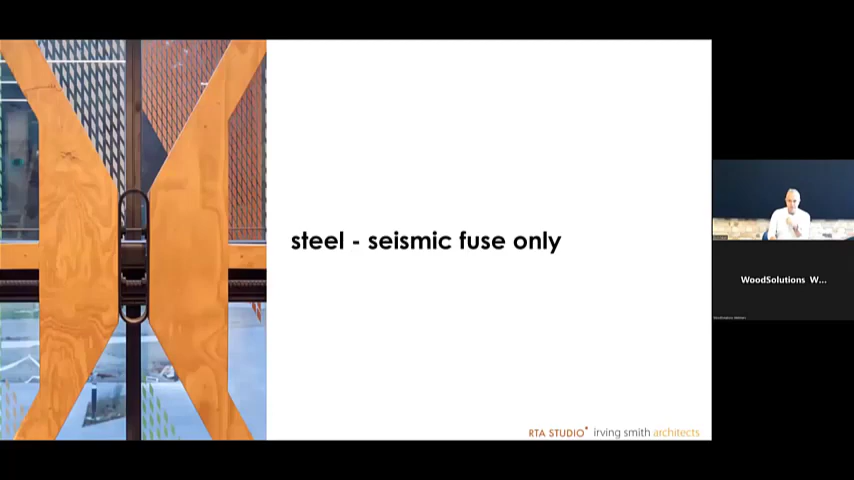 steel - seismic fuse only
RTA STUDIO irving smith architects
WoodSolutions W...